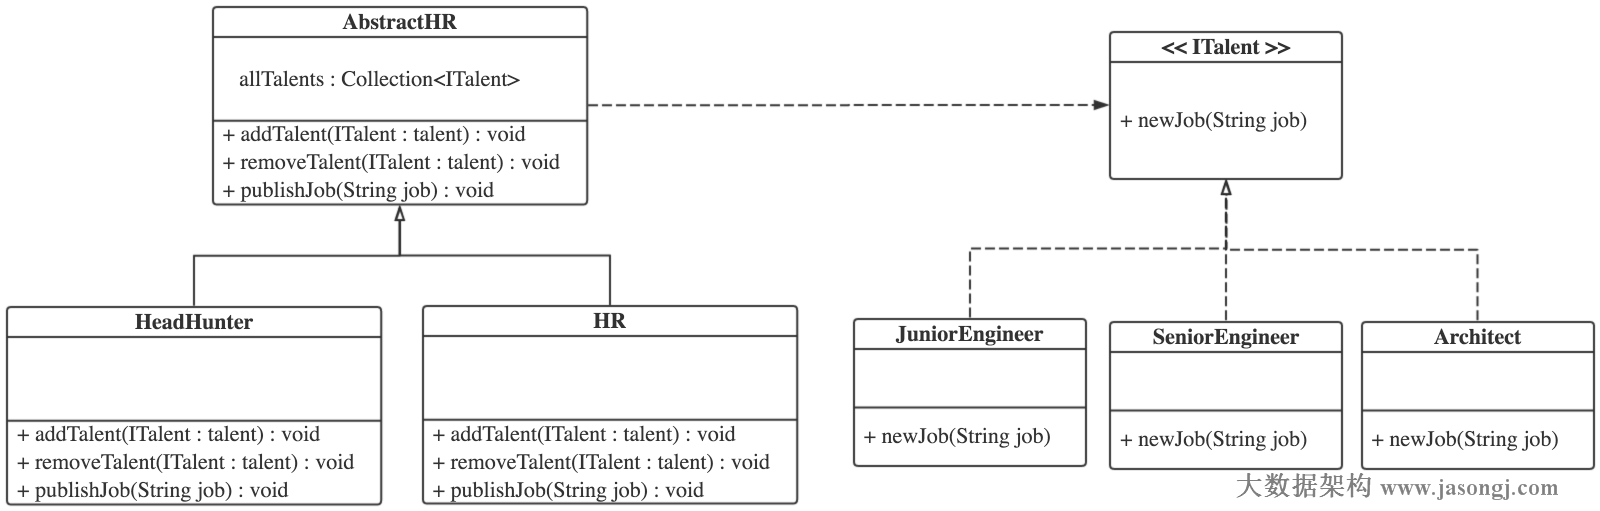 AbstractHR
allTalents : Collection<ITalent>
+ addTalent(ITalent : talent) : void
+ removeTalent(ITalent : talent) : void
+ publishJob(String job) : void
<< ITalent >>
+ newJob(String job)
HeadHunter
+ addTalent(ITalent : talent) : void
+ removeTalent(ITalent : talent) : void
+ publishJob(String job) : void
HR
+ addTalent(ITalent : talent) : void
+ removeTalent(ITalent : talent) : void
+ publishJob(String job) : void
JuniorEngineer
+ newJob(String job)
SeniorEngineer
+ newJob(String job)
Architect
+ newJob(String job)
大数据架构 www.jasongj.com